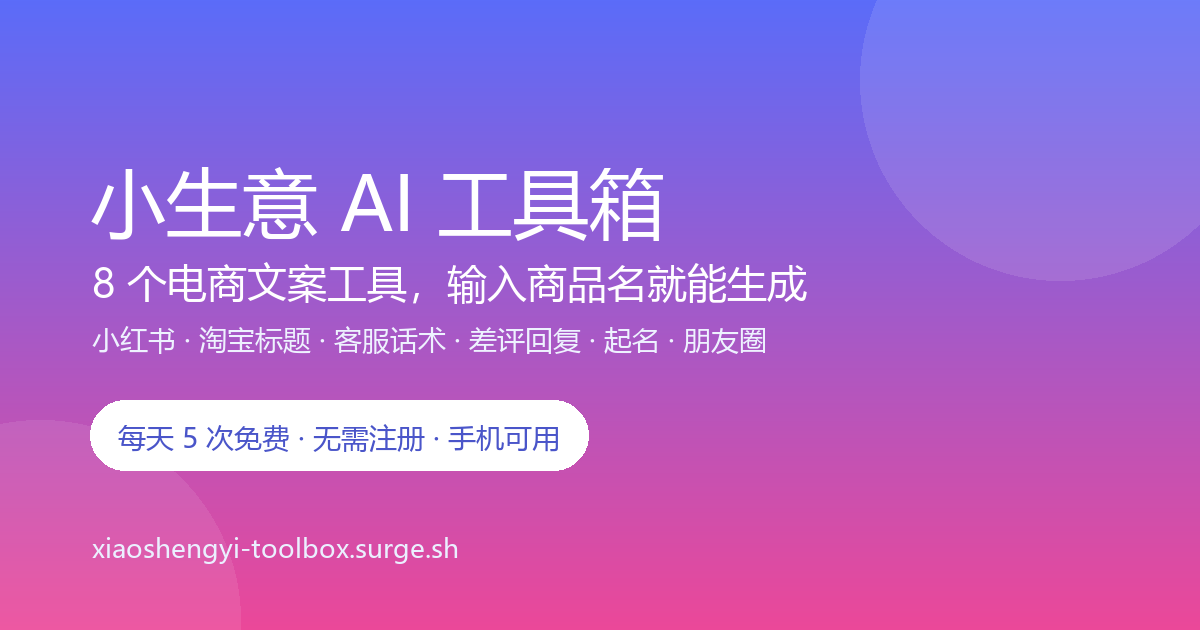 小生意 AI 工具箱
8 个电商文案工具，输入商品名就能生成
小红书 · 淘宝标题 · 客服话术 · 差评回复 · 起名 · 朋友圈
每天 5 次免费 · 无需注册 · 手机可用
xiaoshengyi-toolbox.surge.sh